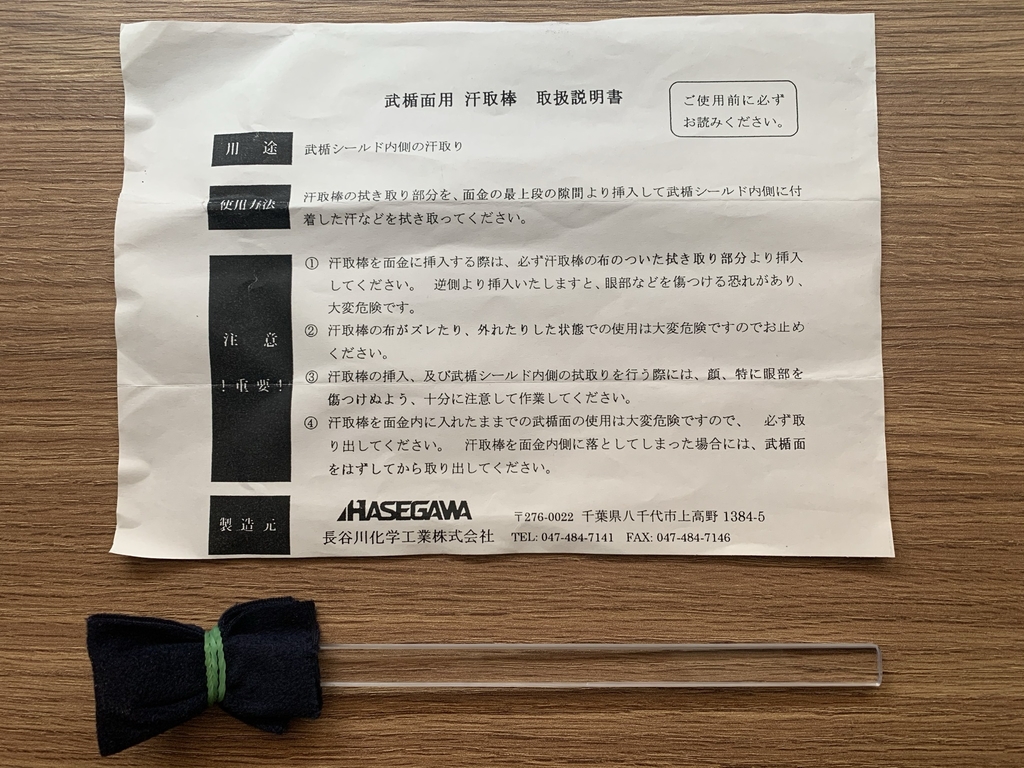 武楯面用 汗取棒　取扱説明書
ご使用前に必ず
お読みください。
用途
武楯シールド内側の汗取り
使用方法
汗取棒の拭き取り部分を、面金の最上段の隙間より挿入して武楯シールド内側に付
着した汗などを拭き取ってください。
注意
！重要！
① 汗取棒を面金に挿入する際は、必ず汗取棒の布のついた拭き取り部分より挿入
してください。　逆側より挿入いたしますと、眼部などを傷つける恐れがあり、
大変危険です。
② 汗取棒の布がズレたり、外れたりした状態での使用は大変危険ですのでお止め
ください。
③ 汗取棒の挿入、及び武楯シールド内側の拭取りを行う際には、顔、特に眼部を
傷つけぬよう、十分に注意して作業してください。
④ 汗取棒を面金内に入れたままでの武楯面の使用は大変危険ですので、　必ず取
り出してください。　汗取棒を面金内側に落としてしまった場合には、武楯面
をはずしてから取り出してください。
製造元
HASEGAWA
長谷川化学工業株式会社
〒276-0022 千葉県八千代市上高野 1384-5
TEL: 047-484-7141　FAX: 047-484-7146